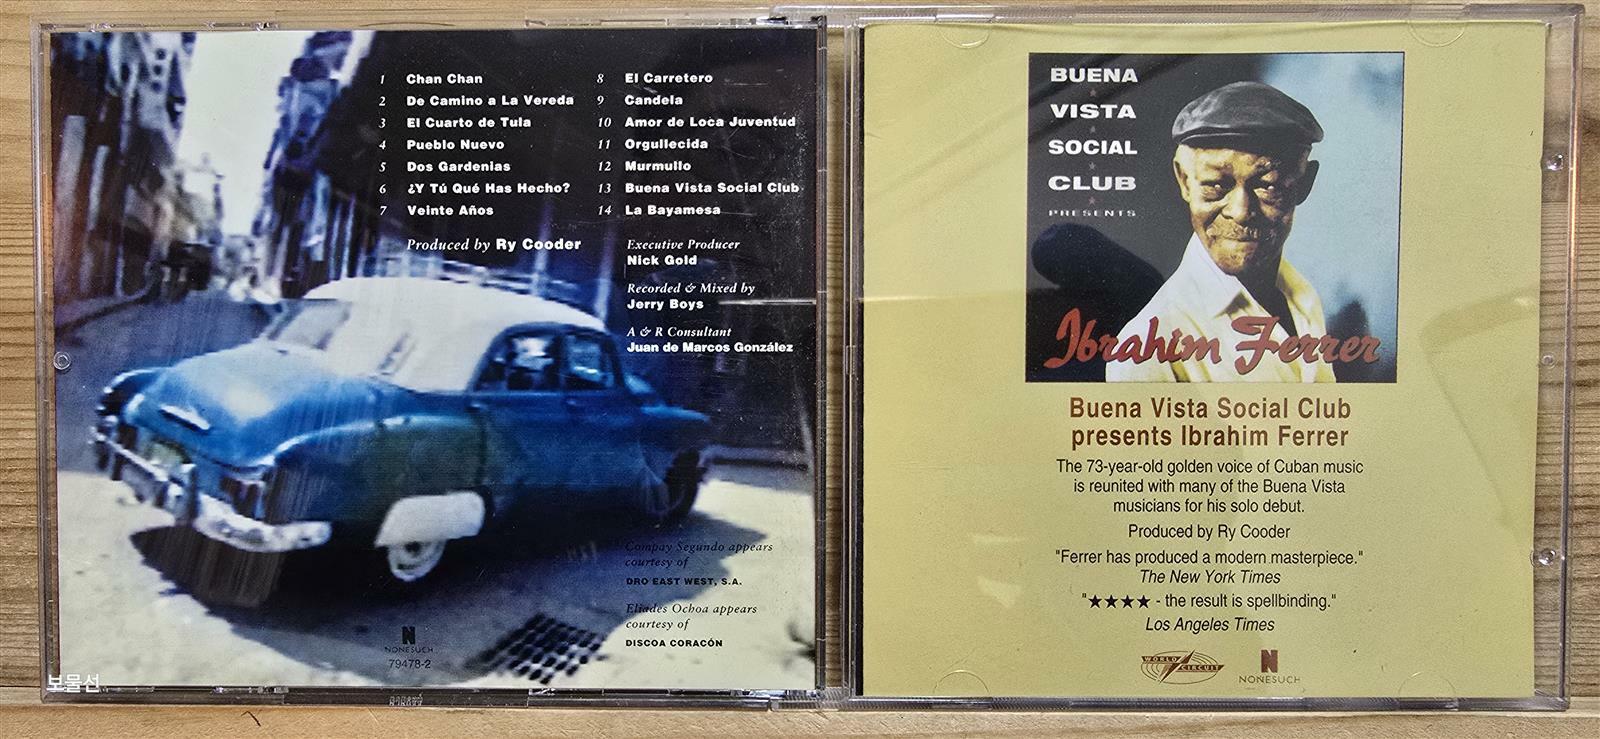 1 Chan Chan
2 De Camino a La Vereda
3 El Cuarto de Tula
4 Pueblo Nuevo
5 Dos Gardenias
6 ¿Y Tú Qué Has Hecho?
7 Veinte Años
8 El Carretero
9 Candela
10 Amor de Loca Juventud
11 Orgullecida
12 Murmullo
13 Buena Vista Social Club
14 La Bayamesa
Produced by Ry Cooder
Executive Producer
Nick Gold
Recorded & Mixed by
Jerry Boys
A & R Consultant
Juan de Marcos González
Compay Segundo appears
courtesy of
DRO EAST WEST, S.A.
Eliades Ochoa appears
courtesy of
DISCOA CORACÓN
N
NONESUCH
79478-2
보물선
BUENA
VISTA
SOCIAL
CLUB
PRESENTS
Ibrahim Ferrer
Buena Vista Social Club
presents Ibrahim Ferrer
The 73-year-old golden voice of Cuban music
is reunited with many of the Buena Vista
musicians for his solo debut.
Produced by Ry Cooder
"Ferrer has produced a modern masterpiece."
The New York Times
"★★★★ - the result is spellbinding."
Los Angeles Times
WORLD CIRCUIT
N
NONESUCH